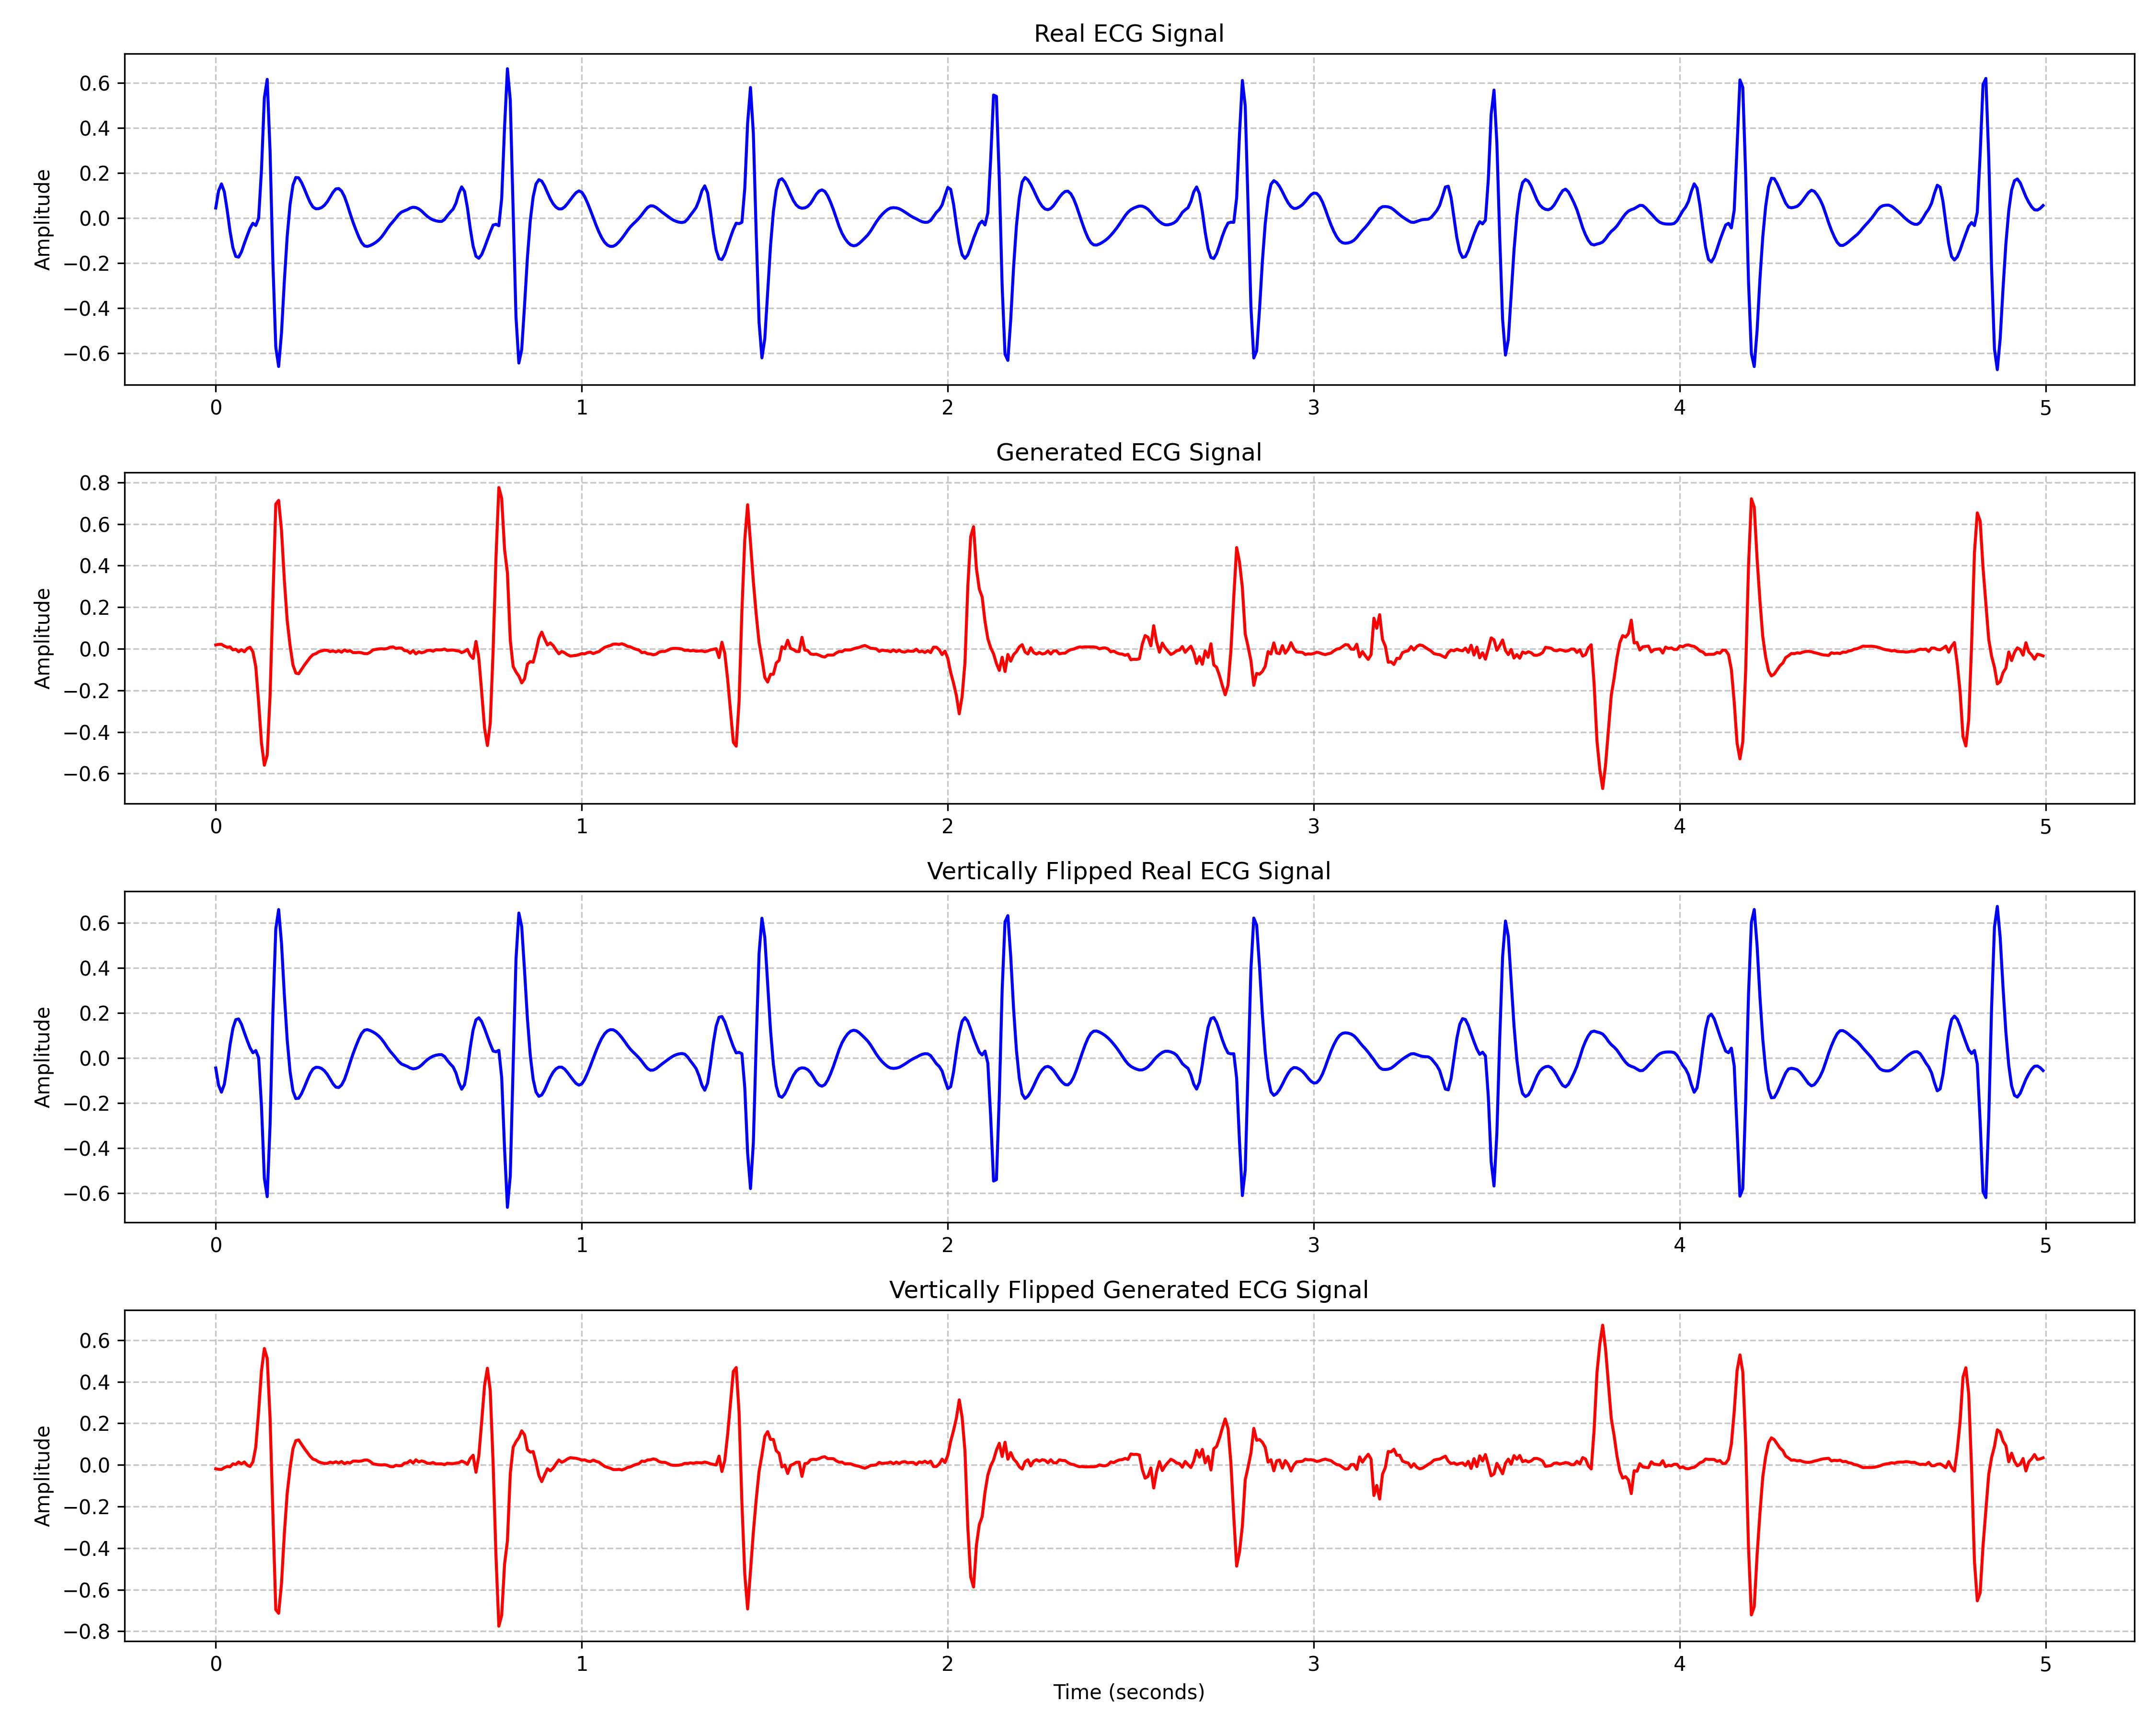 Real ECG Signal
0.6
0.4
0.2
0.0
−0.2
−0.4
−0.6
Amplitude
0 1 2 3 4 5
Generated ECG Signal
0.8
0.6
0.4
0.2
0.0
−0.2
−0.4
−0.6
Amplitude
0 1 2 3 4 5
Vertically Flipped Real ECG Signal
0.6
0.4
0.2
0.0
−0.2
−0.4
−0.6
Amplitude
0 1 2 3 4 5
Vertically Flipped Generated ECG Signal
0.6
0.4
0.2
0.0
−0.2
−0.4
−0.6
−0.8
Amplitude
0 1 2 3 4 5
Time (seconds)